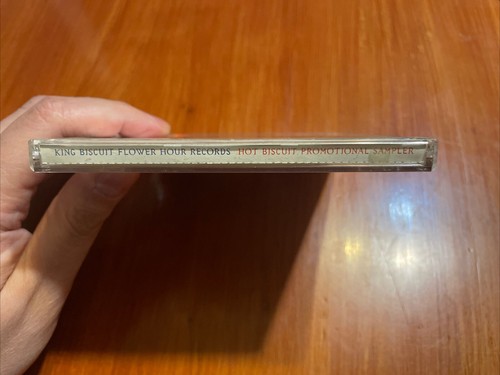 KING BISCUIT FLOWER HOUR RECORDS HOT BISCUIT PROMOTIONAL SAMPLER